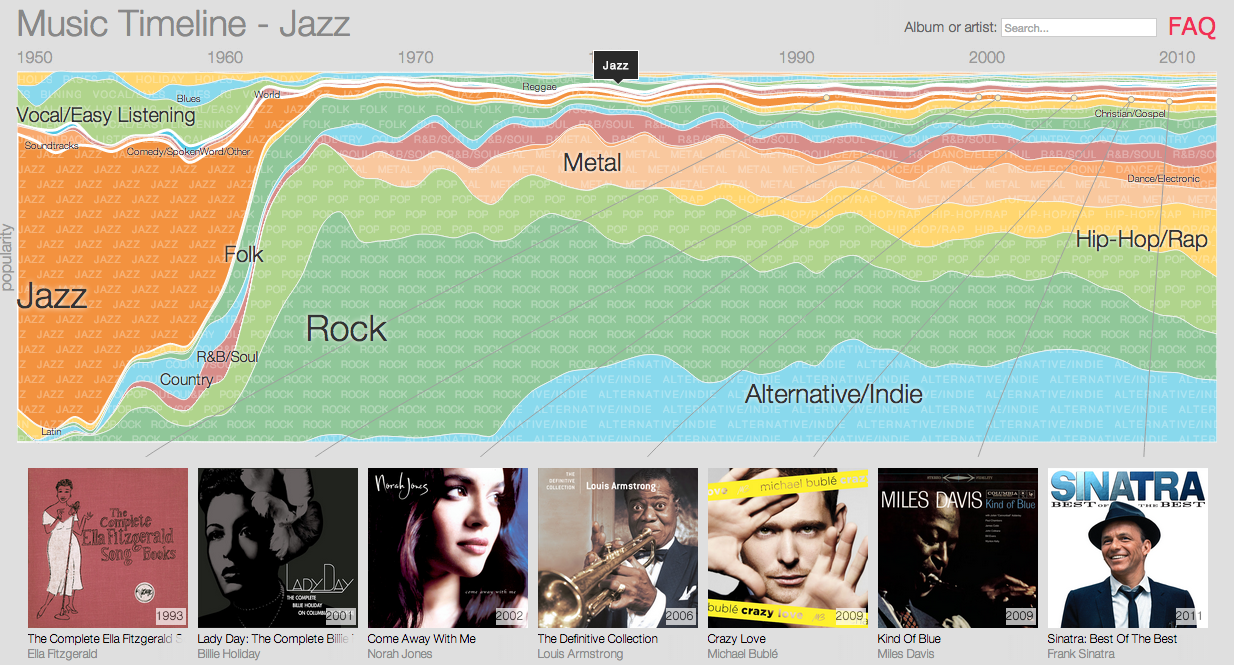 Music Timeline - Jazz
Album or artist: Search... FAQ
1950 1960 1970 Jazz 1990 2000 2010
Reggae
Blues World
Vocal/Easy Listening
Christian/Gospel
Soundtracks Comedy/SpokenWord/Other
Metal
Dance/Electronic
popularity
Folk
Hip-Hop/Rap
Jazz
Rock
R&B/Soul
Country
Alternative/Indie
Latin
The Complete Ella Fitzgerald Song Books
1993
LADY DAY
THE COMPLETE BILLIE HOLIDAY ON COLUMBIA
2001
Norah Jones
come away with me
2002
THE DEFINITIVE COLLECTION
Louis Armstrong
2006
michael bublé
bublé crazy love
2009
MILES DAVIS
COLUMBIA
Kind of Blue
2009
SINATRA
BEST OF THE BEST
2011
The Complete Ella Fitzgerald S
Ella Fitzgerald
Lady Day: The Complete Billie
Billie Holiday
Come Away With Me
Norah Jones
The Definitive Collection
Louis Armstrong
Crazy Love
Michael Bublé
Kind Of Blue
Miles Davis
Sinatra: Best Of The Best
Frank Sinatra